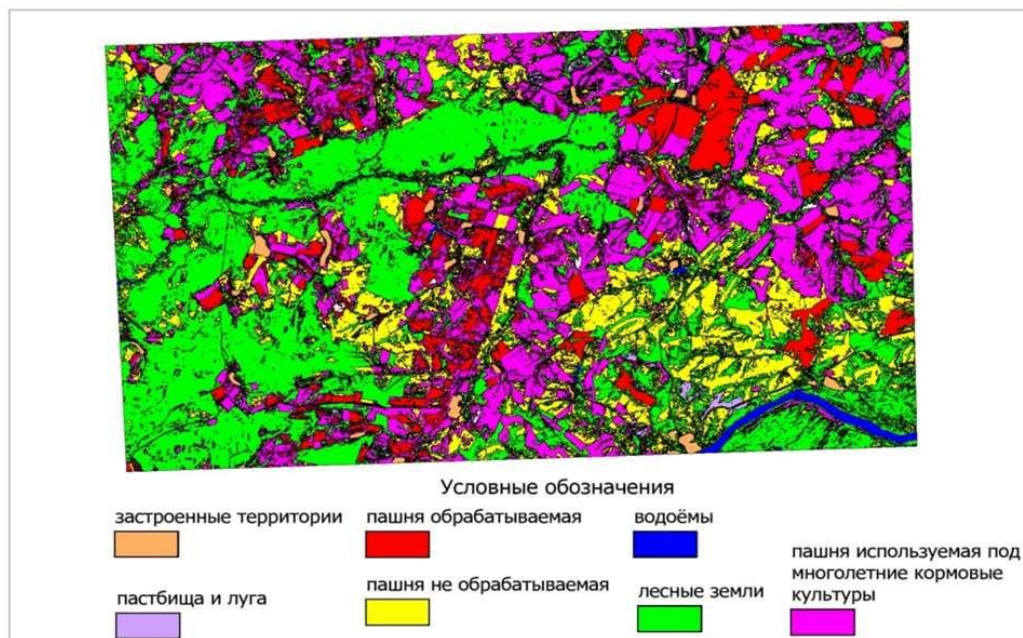 Условные обозначения
застроенные территории
пашня обрабатываемая
водоёмы
пастбища и луга
пашня не обрабатываемая
лесные земли
пашня используемая под
многолетние кормовые
культуры